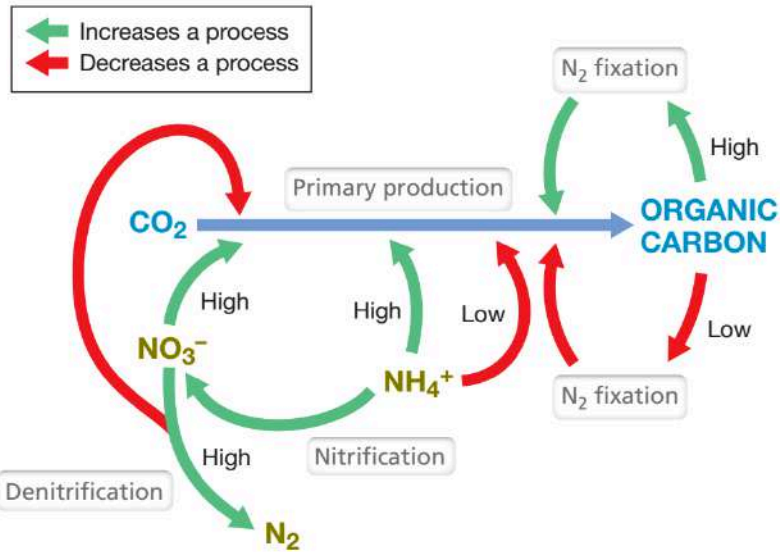 Increases a process
Decreases a process
N₂ fixation
High
Primary production
CO₂
ORGANIC
CARBON
High
High
Low
Low
NO₃⁻
NH₄⁺
N₂ fixation
High
Nitrification
Denitrification
N₂